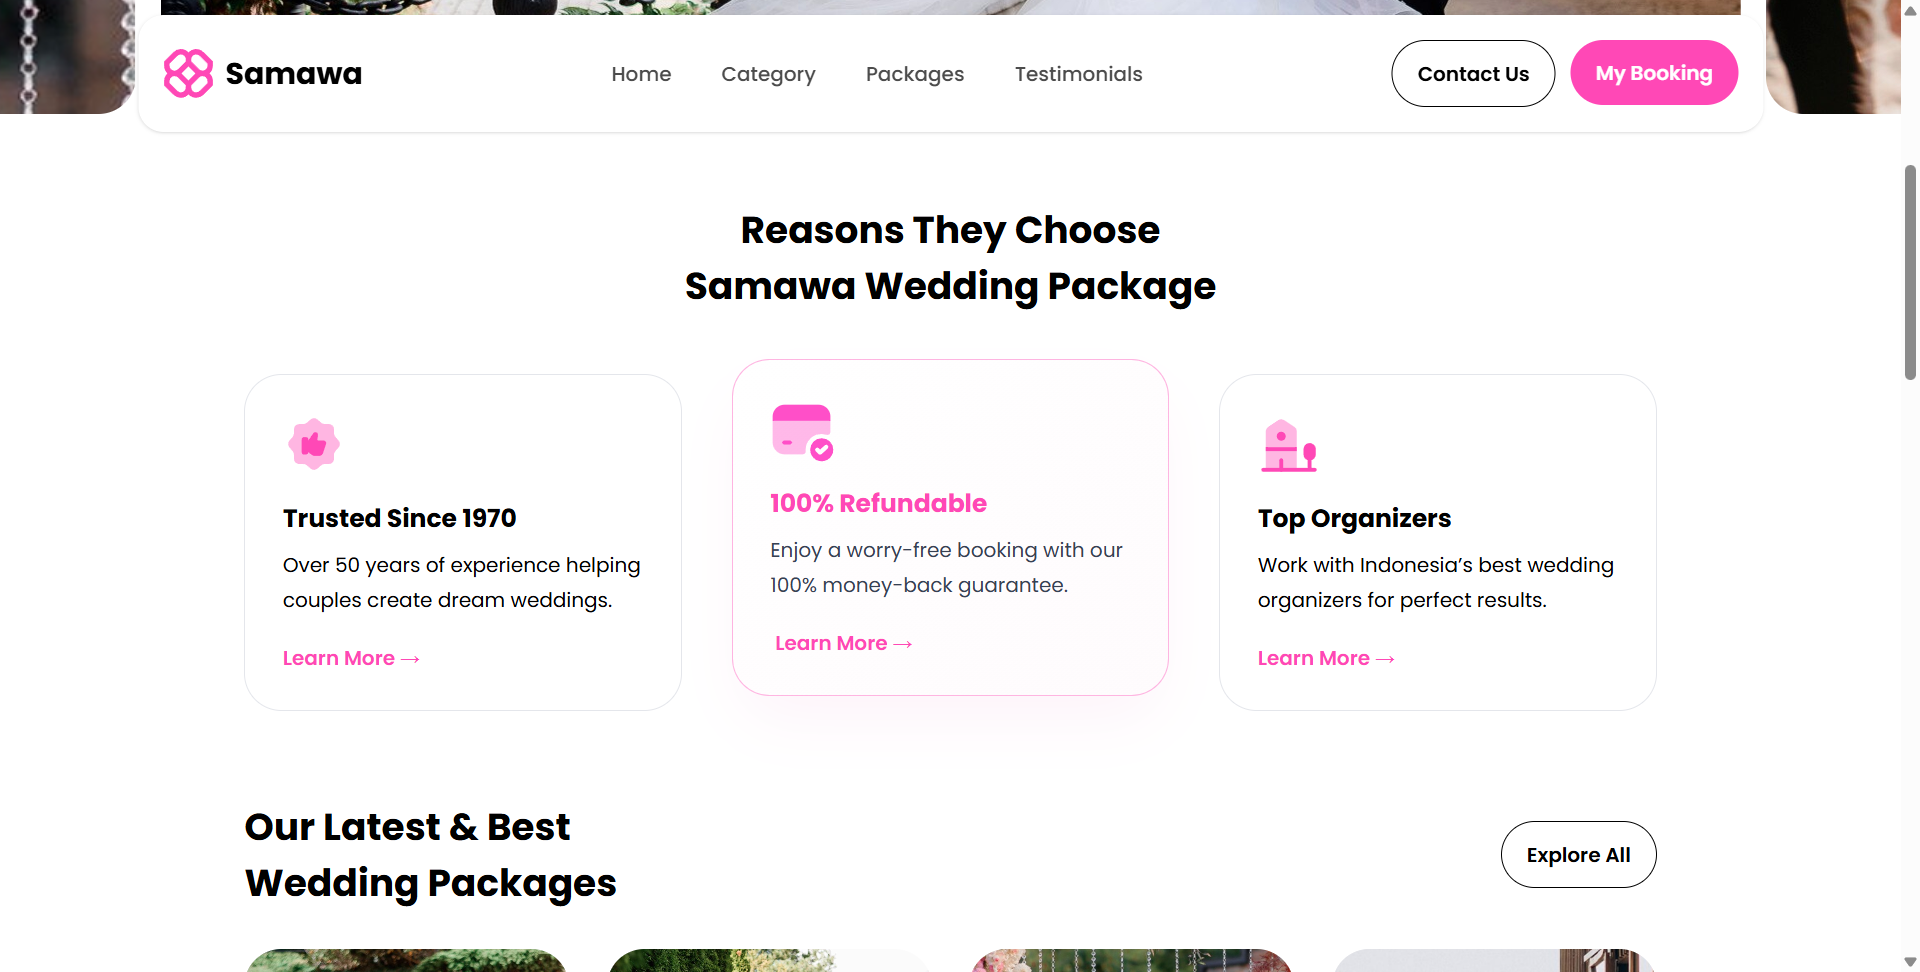 Samawa
Home
Category
Packages
Testimonials
Contact Us
My Booking
Reasons They Choose
Samawa Wedding Package
Trusted Since 1970
Over 50 years of experience helping
couples create dream weddings.
Learn More →
100% Refundable
Enjoy a worry-free booking with our
100% money-back guarantee.
Learn More →
Top Organizers
Work with Indonesia’s best wedding
organizers for perfect results.
Learn More →
Our Latest & Best
Wedding Packages
Explore All